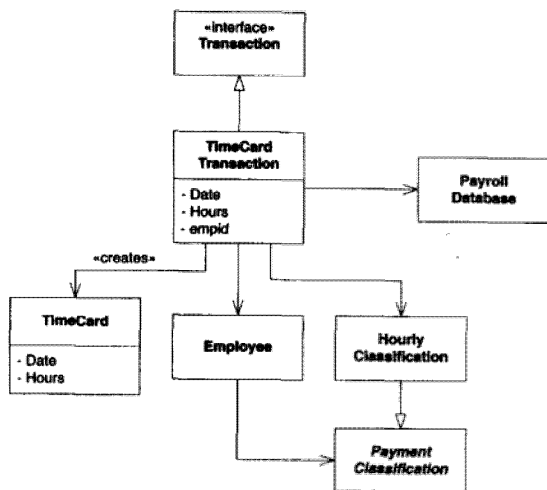 «interface»
Transaction
TimeCard
Transaction
- Date
- Hours
- empid
Payroll
Database
«creates»
TimeCard
- Date
- Hours
Employee
Hourly
Classification
Payment
Classification